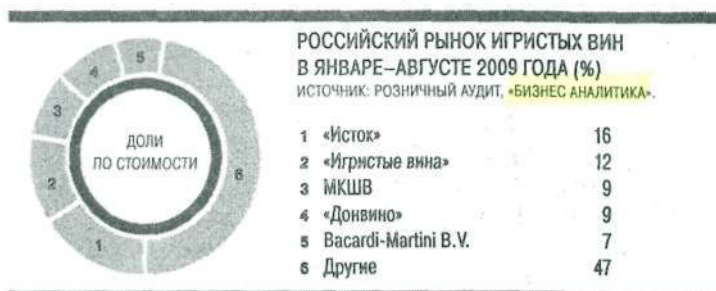 РОССИЙСКИЙ РЫНОК ИГРИСТЫХ ВИН
В ЯНВАРЕ–АВГУСТЕ 2009 ГОДА (%)
ИСТОЧНИК: РОЗНИЧНЫЙ АУДИТ, «БИЗНЕС АНАЛИТИКА».
ДОЛИ
ПО СТОИМОСТИ
1
2
3
4
5
6
1 «Исток» 16
2 «Игристые вина» 12
3 МКШВ 9
4 «Донвино» 9
5 Bacardi-Martini B.V. 7
6 Другие 47